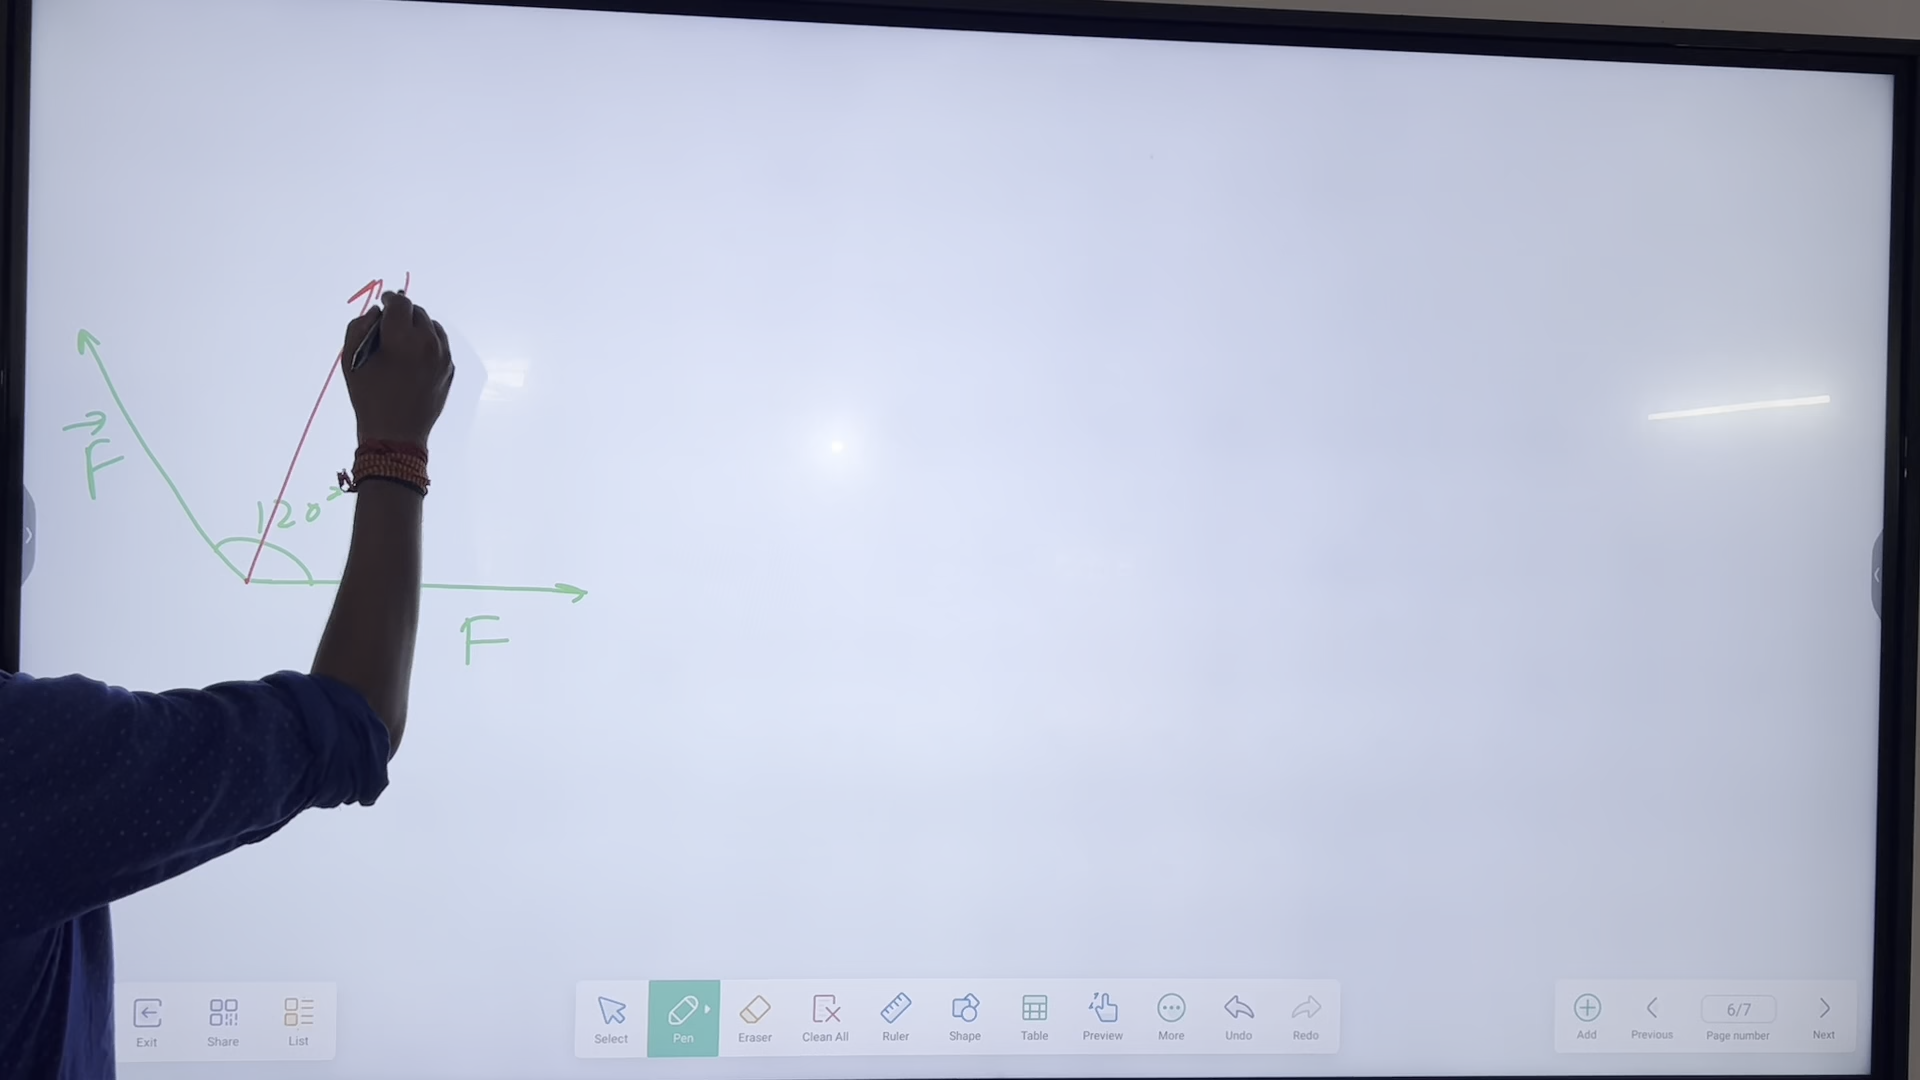 F
120°
F
Exit Share List Select Pen Eraser Clean All Ruler Shape Table Preview More Undo Redo Add Previous 6/7 Page number Next